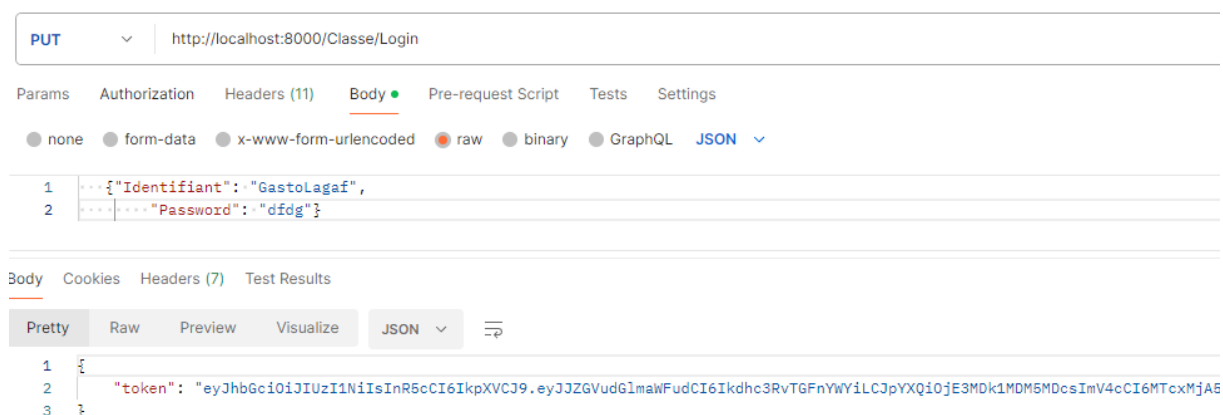 PUT http://localhost:8000/Classe/Login
Params Authorization Headers (11) Body Pre-request Script Tests Settings
none form-data x-www-form-urlencoded raw binary GraphQL JSON
1 {"Identifiant": "GastoLagaf",
2 "Password": "dfdg"}
Body Cookies Headers (7) Test Results
Pretty Raw Preview Visualize JSON
1 {
2 "token": "eyJhbGciOiJIUzI1NiIsInR5cCI6IkpXVCJ9.eyJJZGVudGlmaWFudCI6Ikdhc3RvTGFnYWYiLCJpYXQiOjE3MDk1MDM5MDcsImV4cCI6MTcxMjA5
3 }